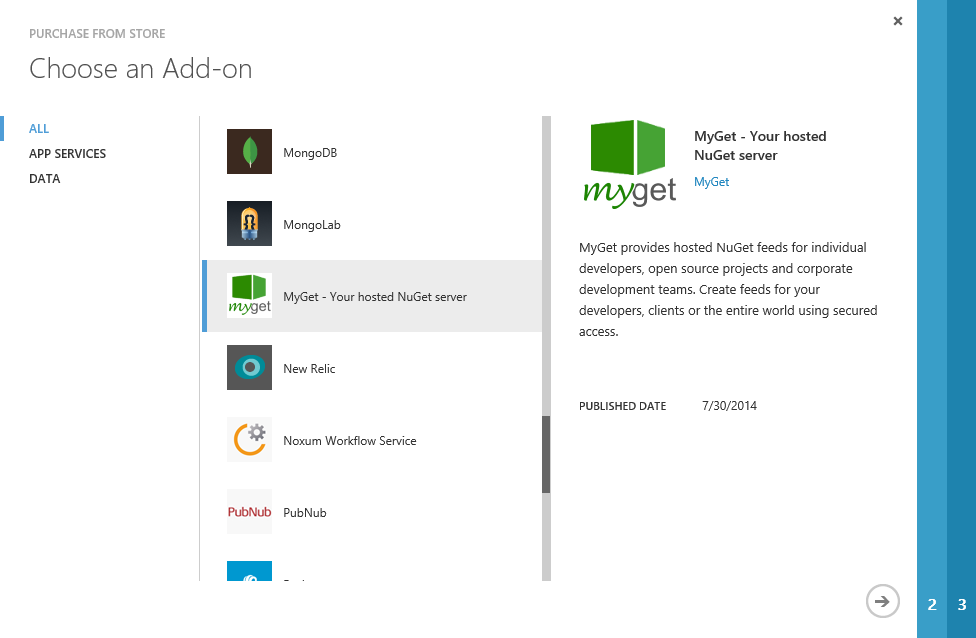 PURCHASE FROM STORE
Choose an Add-on
ALL
APP SERVICES
DATA
MongoDB
MongoLab
myget
MyGet - Your hosted NuGet server
New Relic
Noxum Workflow Service
PubNub
PubNub
myget
MyGet - Your hosted
NuGet server
MyGet
MyGet provides hosted NuGet feeds for individual
developers, open source projects and corporate
development teams. Create feeds for your
developers, clients or the entire world using secured
access.
PUBLISHED DATE 7/30/2014
2 3